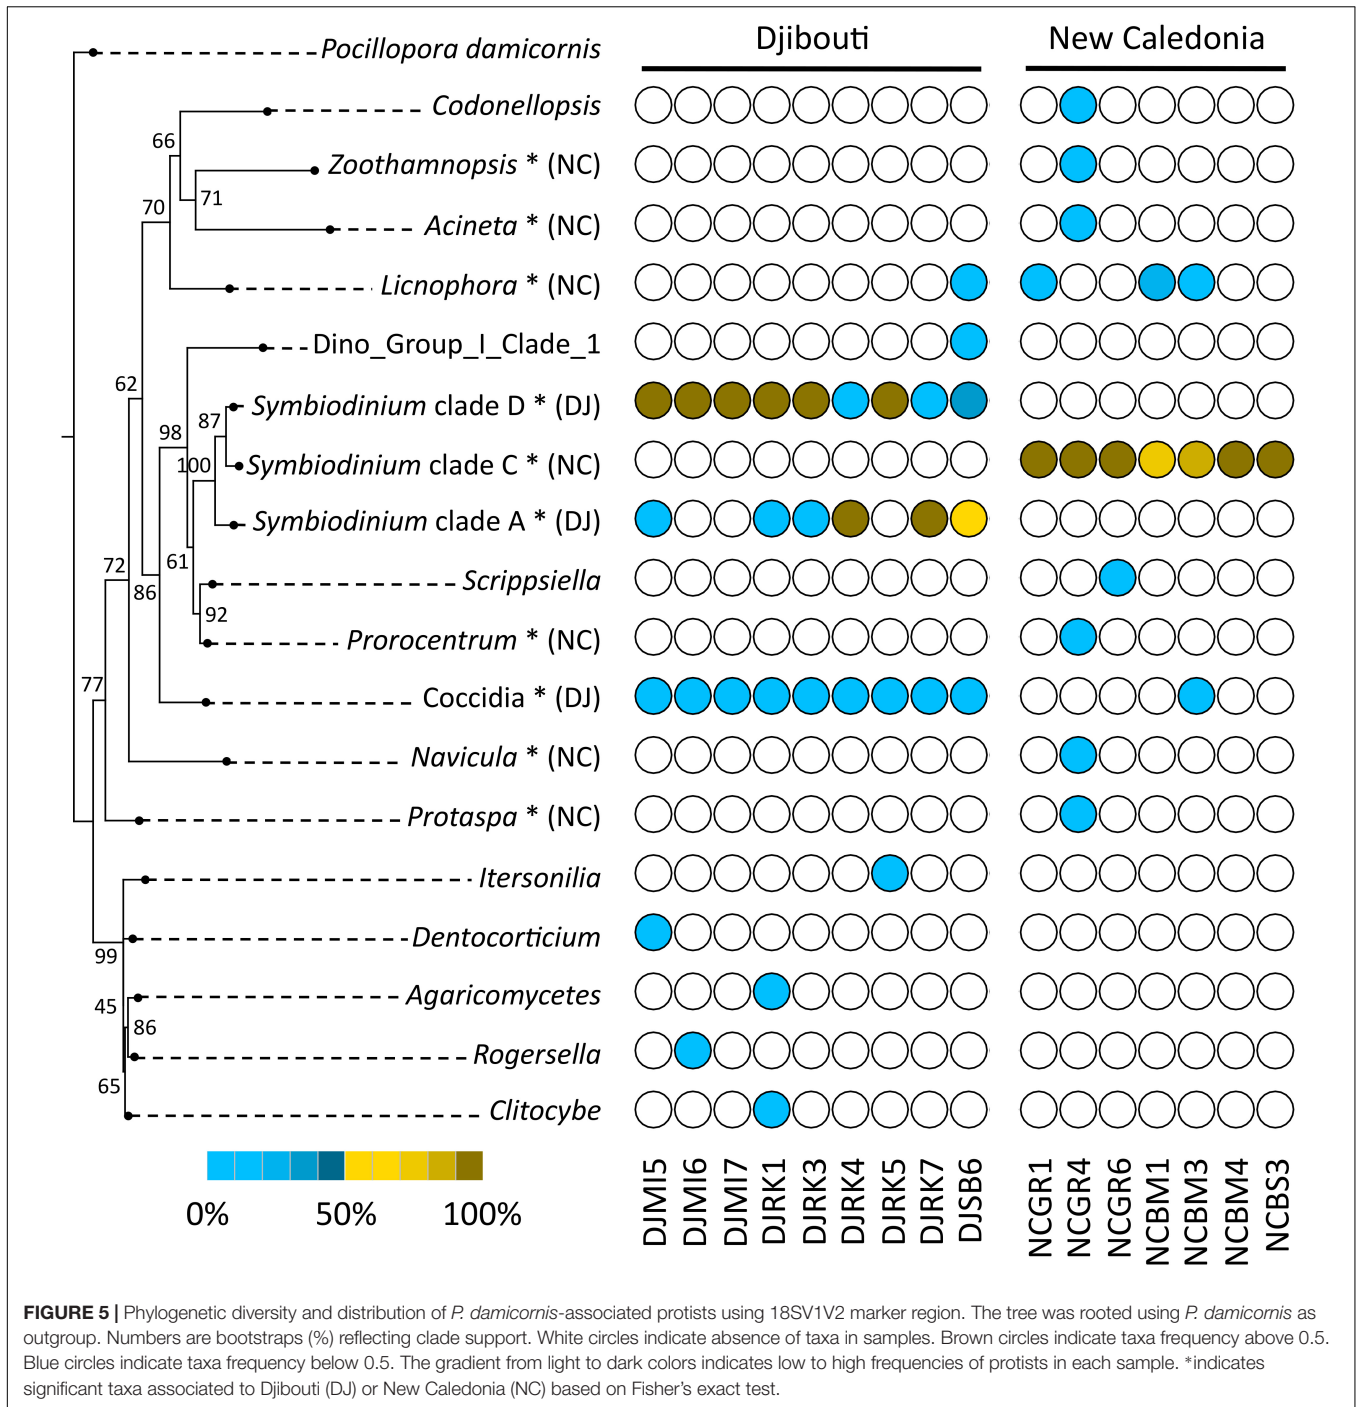 Djibouti
New Caledonia
Pocillopora damicornis
Codonellopsis
Zoothamnopsis * (NC)
Acineta * (NC)
Licnophora * (NC)
Dino_Group_I_Clade_1
Symbiodinium clade D * (DJ)
Symbiodinium clade C * (NC)
Symbiodinium clade A * (DJ)
Scrippsiella
Prorocentrum * (NC)
Coccidia * (DJ)
Navicula * (NC)
Protaspa * (NC)
Itersonilia
Dentocorticium
Agaricomycetes
Rogersella
Clitocybe
66
71
70
62
98
87
100
61
92
72
86
77
99
45
86
65
0%
50%
100%
DJMI5
DJMI6
DJMI7
DJRK1
DJRK3
DJRK4
DJRK5
DJRK7
DJSB6
NCGR1
NCGR4
NCGR6
NCBM1
NCBM3
NCBM4
NCBS3
FIGURE 5 | Phylogenetic diversity and distribution of P. damicornis-associated protists using 18SV1V2 marker region. The tree was rooted using P. damicornis as
outgroup. Numbers are bootstraps (%) reflecting clade support. White circles indicate absence of taxa in samples. Brown circles indicate taxa frequency above 0.5.
Blue circles indicate taxa frequency below 0.5. The gradient from light to dark colors indicates low to high frequencies of protists in each sample. *indicates
significant taxa associated to Djibouti (DJ) or New Caledonia (NC) based on Fisher's exact test.